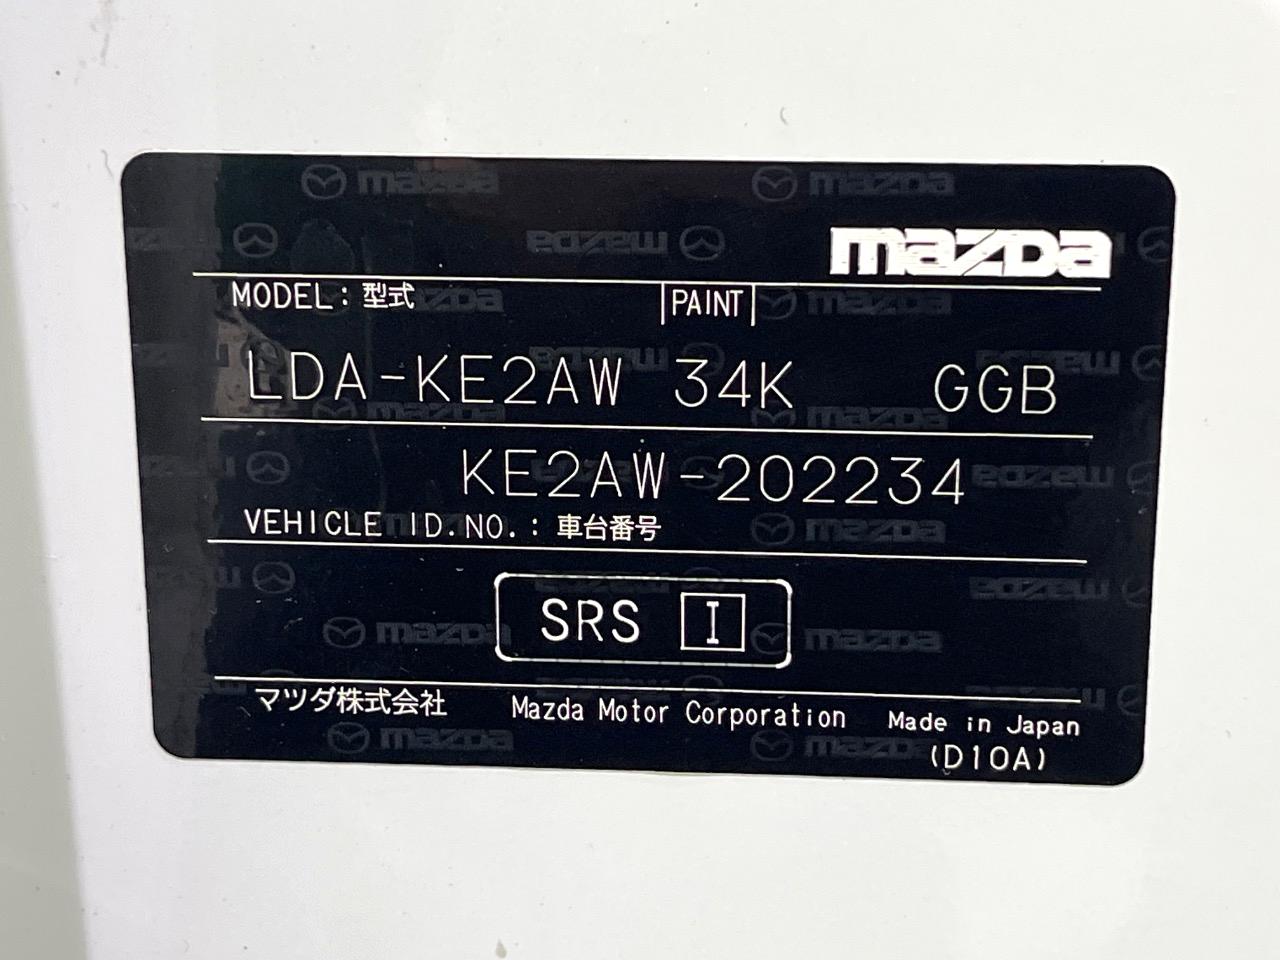 mazda
MODEL: 型式 PAINT
LDA-KE2AW 34K GGB
KE2AW-202234
VEHICLE ID.NO.: 車台番号
SRS I
マツダ株式会社 Mazda Motor Corporation Made in Japan
(D10A)